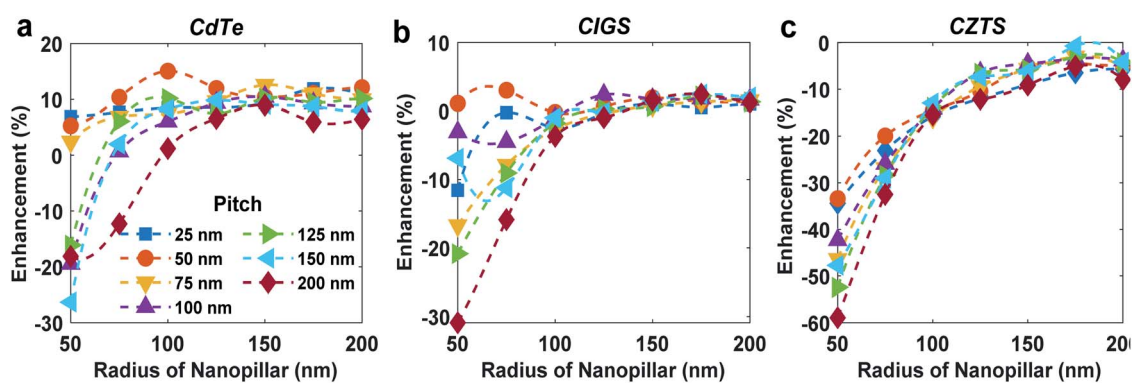 a
CdTe
20
10
0
-10
-20
-30
Enhancement (%)
50
100
150
200
Radius of Nanopillar (nm)
Pitch
25 nm
50 nm
75 nm
100 nm
125 nm
150 nm
200 nm
b
CIGS
10
0
-10
-20
-30
Enhancement (%)
50
100
150
200
Radius of Nanopillar (nm)
c
CZTS
0
-10
-20
-30
-40
-50
-60
Enhancement (%)
50
100
150
200
Radius of Nanopillar (nm)